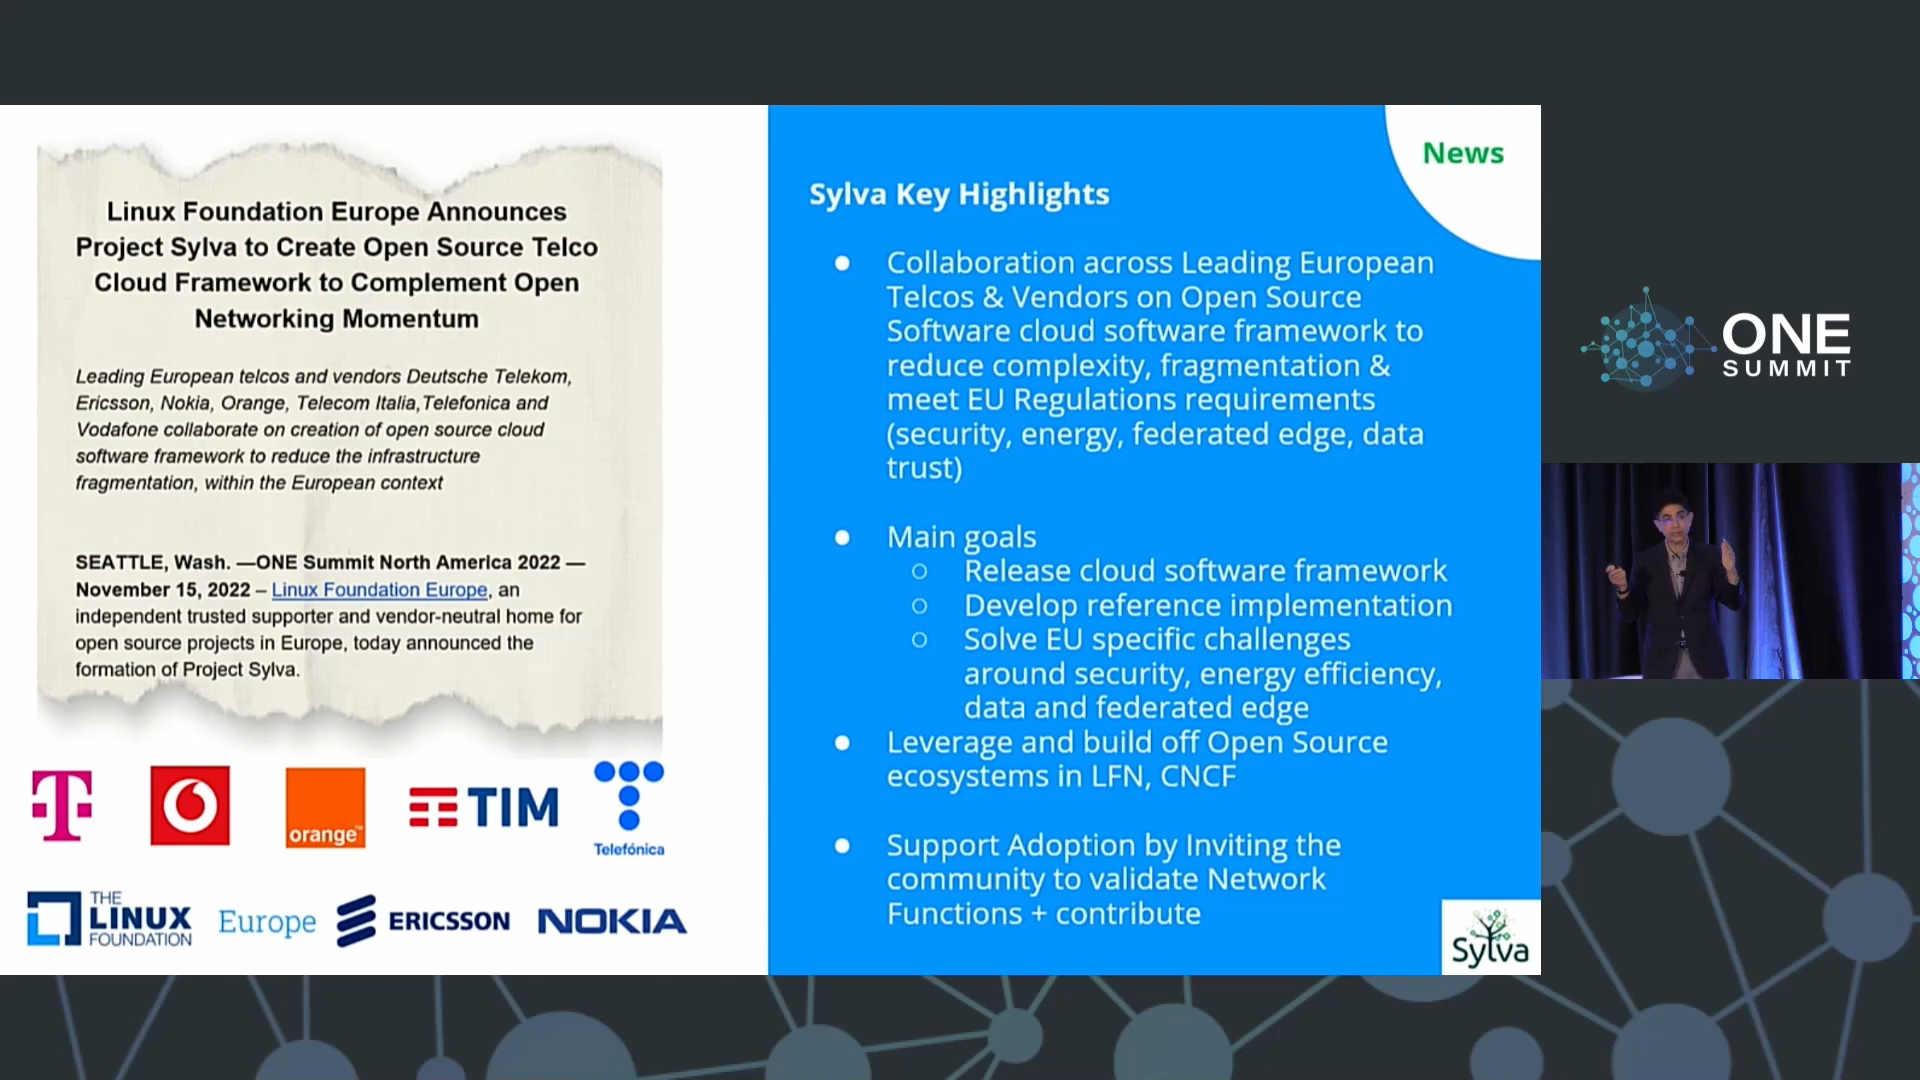 Linux Foundation Europe Announces
Project Sylva to Create Open Source Telco
Cloud Framework to Complement Open
Networking Momentum
Leading European telcos and vendors Deutsche Telekom,
Ericsson, Nokia, Orange, Telecom Italia,Telefonica and
Vodafone collaborate on creation of open source cloud
software framework to reduce the infrastructure
fragmentation, within the European context
SEATTLE, Wash. —ONE Summit North America 2022 —
November 15, 2022 – Linux Foundation Europe, an
independent trusted supporter and vendor-neutral home for
open source projects in Europe, today announced the
formation of Project Sylva.
T
orange™
TIM
Telefónica
THE
LINUX
FOUNDATION
Europe
ERICSSON
NOKIA
News
Sylva Key Highlights
● Collaboration across Leading European
Telcos & Vendors on Open Source
Software cloud software framework to
reduce complexity, fragmentation &
meet EU Regulations requirements
(security, energy, federated edge, data
trust)
● Main goals
○ Release cloud software framework
○ Develop reference implementation
○ Solve EU specific challenges
around security, energy efficiency,
data and federated edge
● Leverage and build off Open Source
ecosystems in LFN, CNCF
● Support Adoption by Inviting the
community to validate Network
Functions + contribute
Sylva
ONE
SUMMIT